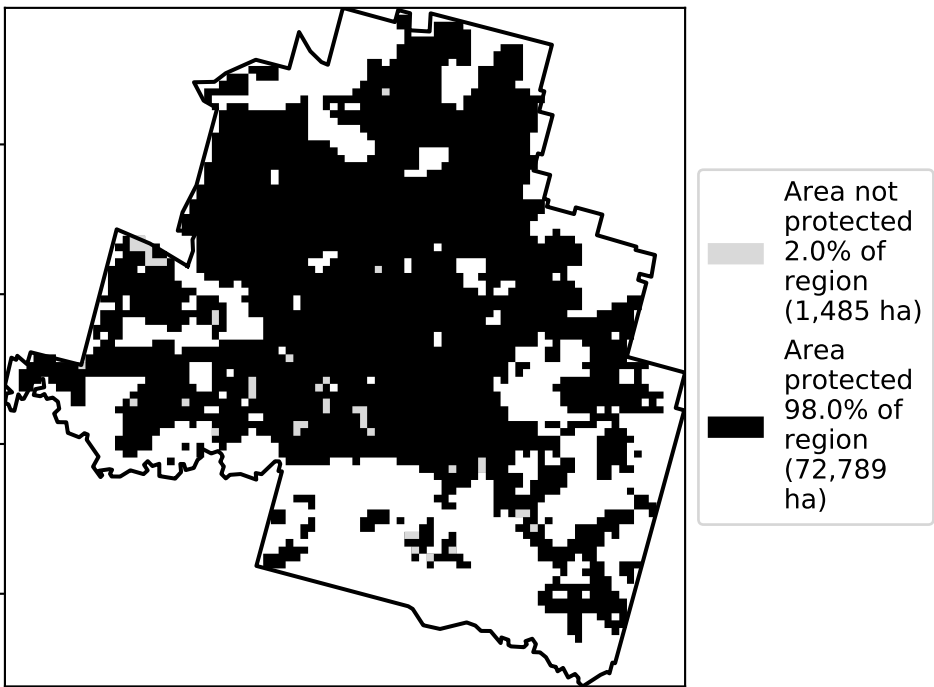 Area not
protected
2.0% of
region
(1,485 ha)
Area
protected
98.0% of
region
(72,789
ha)